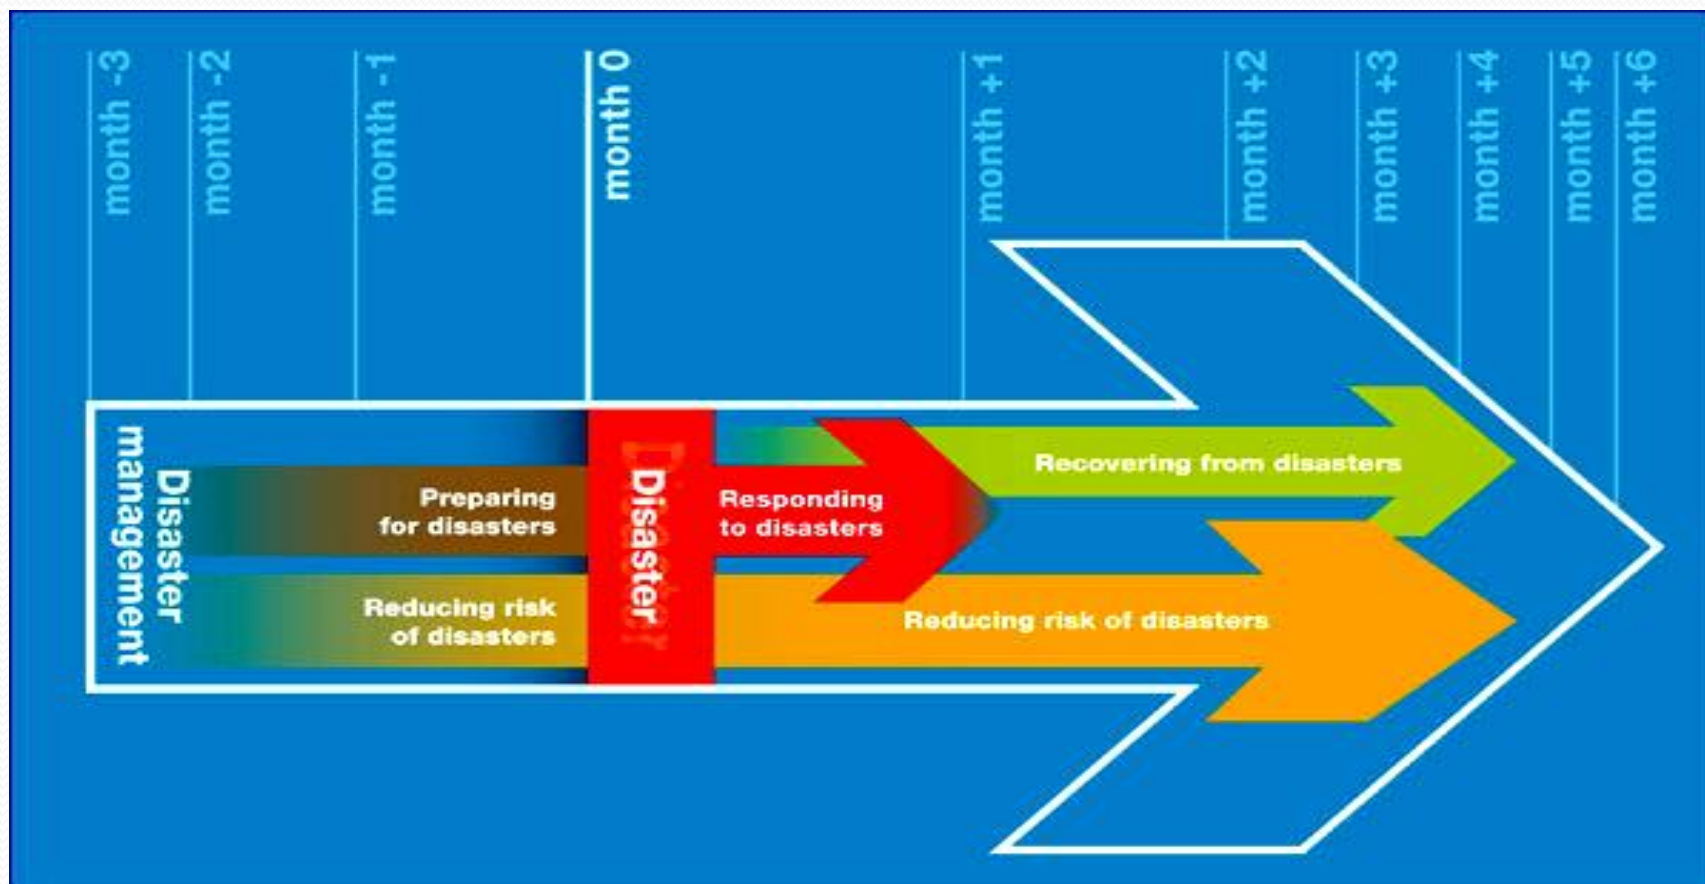 month -3
month -2
month -1
month 0
month +1
month +2
month +3
month +4
month +5
month +6
Disaster
management
Preparing
for disasters
Reducing risk
of disasters
Disaster
Disaster
Responding
to disasters
Recovering from disasters
Reducing risk of disasters